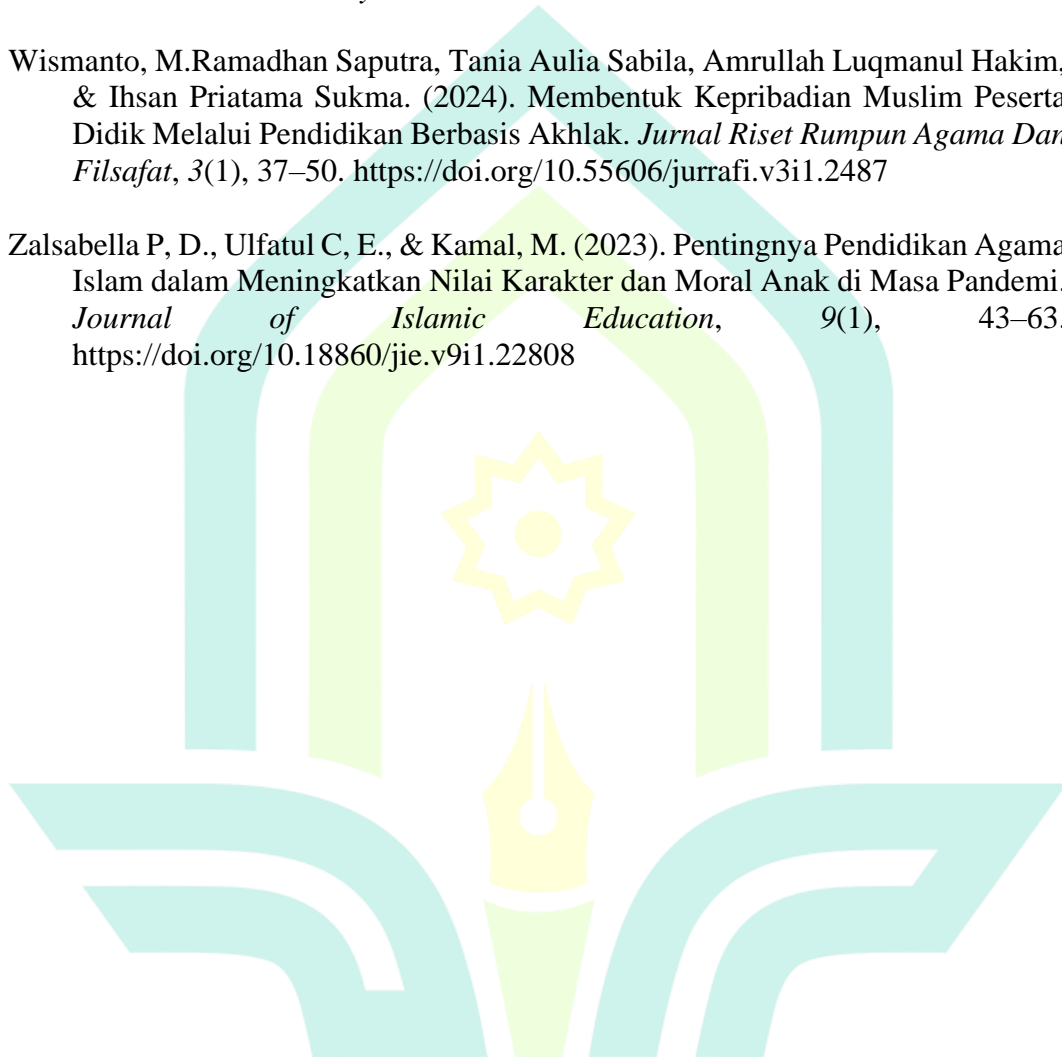 Wismanto, M.Ramadhan Saputra, Tania Aulia Sabila, Amrullah Luqmanul Hakim,
& Ihsan Priatama Sukma. (2024). Membentuk Kepribadian Muslim Peserta
Didik Melalui Pendidikan Berbasis Akhlak. Jurnal Riset Rumpun Agama Dan
Filsafat, 3(1), 37–50. https://doi.org/10.55606/jurrafi.v3i1.2487
Zalsabella P, D., Ulfatul C, E., & Kamal, M. (2023). Pentingnya Pendidikan Agama
Islam dalam Meningkatkan Nilai Karakter dan Moral Anak di Masa Pandemi.
Journal of Islamic Education, 9(1), 43–63.
https://doi.org/10.18860/jie.v9i1.22808